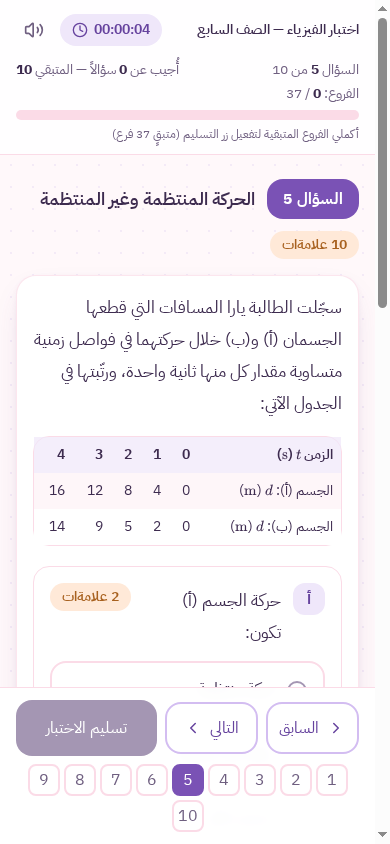 اختبار الفيزياء — الصف السابع
00:00:04
السؤال 5 من 10
أُجيب عن 0 سؤالاً — المتبقي 10
الفروع: 0 / 37
أكملي الفروع المتبقية لتفعيل زر التسليم (متبقٍ 37 فرع)
السؤال 5
الحركة المنتظمة وغير المنتظمة
10 علامةات
سجّلت الطالبة يارا المسافات التي قطعها
الجسمان (أ) و(ب) خلال حركتهما في فواصل زمنية
متساوية مقدار كل منها ثانية واحدة، ورتّبتها في
الجدول الآتي:
الزمن t (s) 0 1 2 3 4
الجسم (أ): d (m) 0 4 8 12 16
الجسم (ب): d (m) 0 2 5 9 14
أ
حركة الجسم (أ)
تكون:
2 علامةات
السابق
التالي
تسليم الاختبار
1 2 3 4 5 6 7 8 9
10